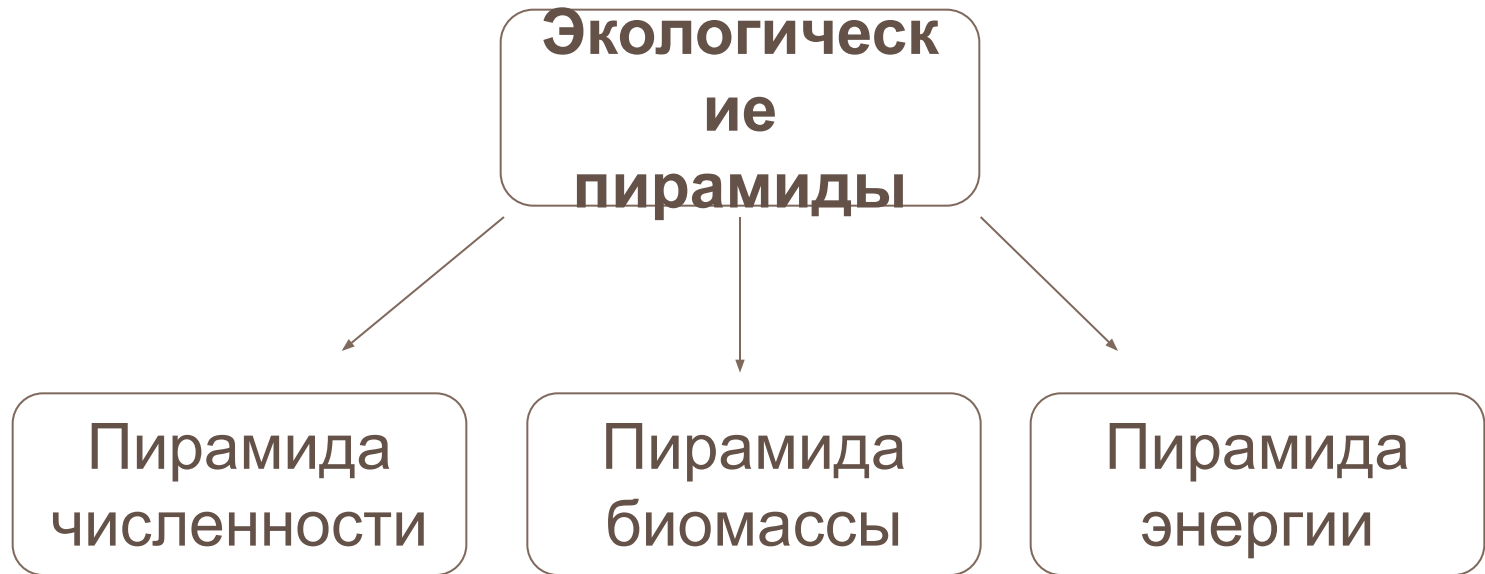 Экологическ
ие
пирамиды
Пирамида
численности
Пирамида
биомассы
Пирамида
энергии